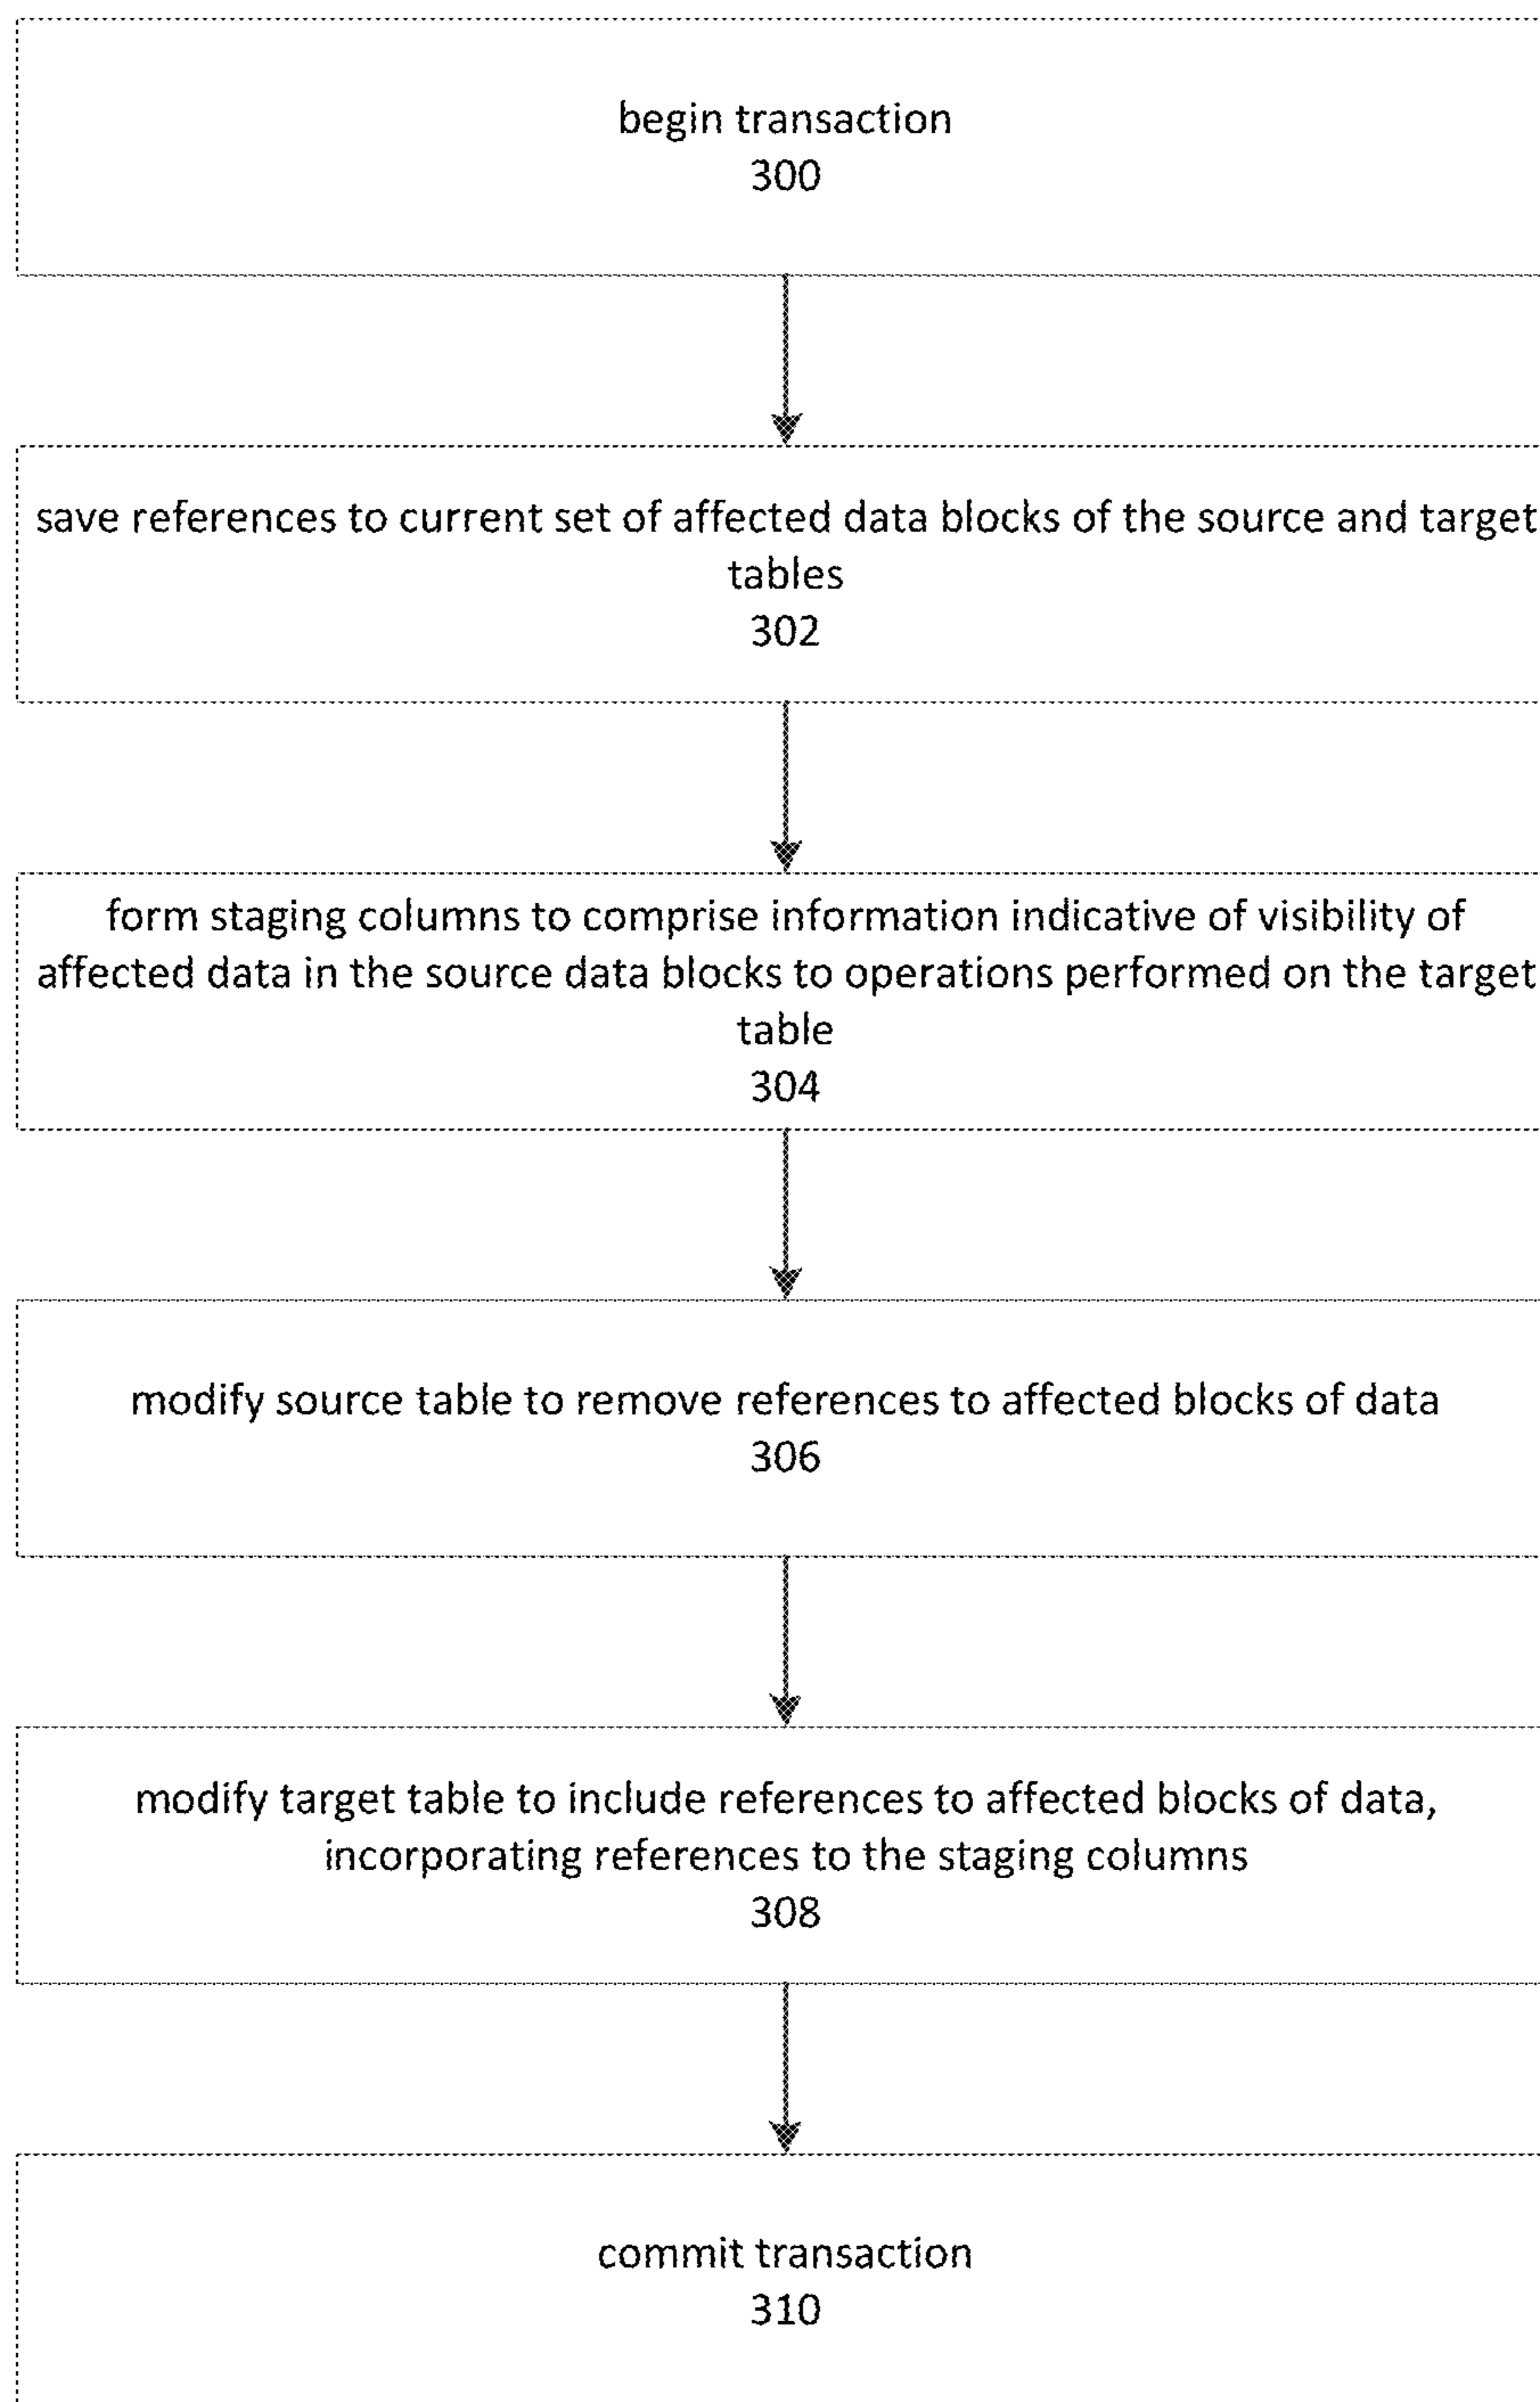 begin transaction
300
save references to current set of affected data blocks of the source and target
tables
302
form staging columns to comprise information indicative of visibility of
affected data in the source data blocks to operations performed on the target
table
304
modify source table to remove references to affected blocks of data
306
modify target table to include references to affected blocks of data,
incorporating references to the staging columns
308
commit transaction
310